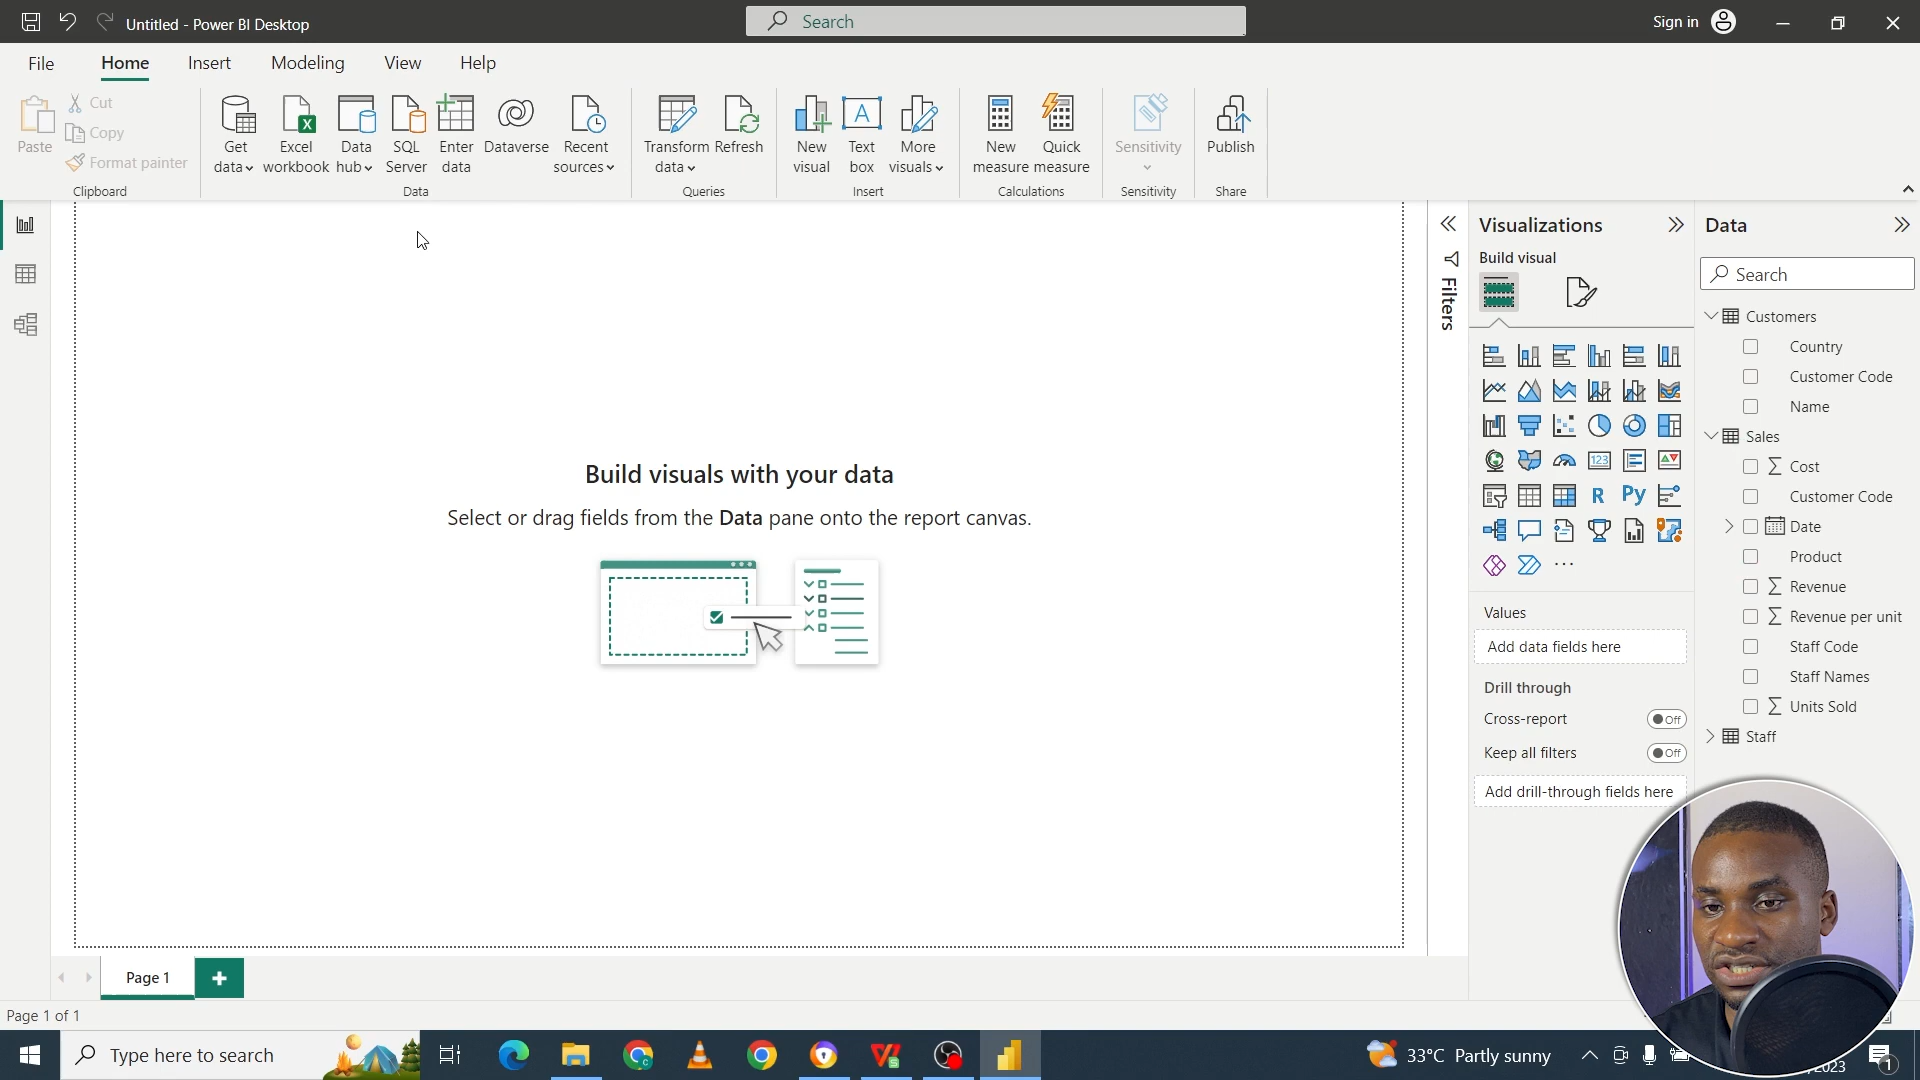 Untitled - Power BI Desktop
Search
Sign in
File
Home
Insert
Modeling
View
Help
Paste
Cut
Copy
Format painter
Clipboard
Get data
Excel workbook
Data hub
SQL Server
Enter data
Dataverse
Recent sources
Data
Transform data
Refresh
Queries
New visual
Text box
More visuals
Insert
New measure
Quick measure
Calculations
Sensitivity
Sensitivity
Publish
Share
Build visuals with your data
Select or drag fields from the Data pane onto the report canvas.
Filters
Visualizations
Build visual
123
R
Py
Values
Add data fields here
Drill through
Cross-report
Off
Keep all filters
Off
Add drill-through fields here
Data
Search
Customers
Country
Customer Code
Name
Sales
Cost
Customer Code
Date
Product
Revenue
Revenue per unit
Staff Code
Staff Names
Units Sold
Staff
Page 1
Page 1 of 1
Type here to search
33°C Partly sunny
2023
1